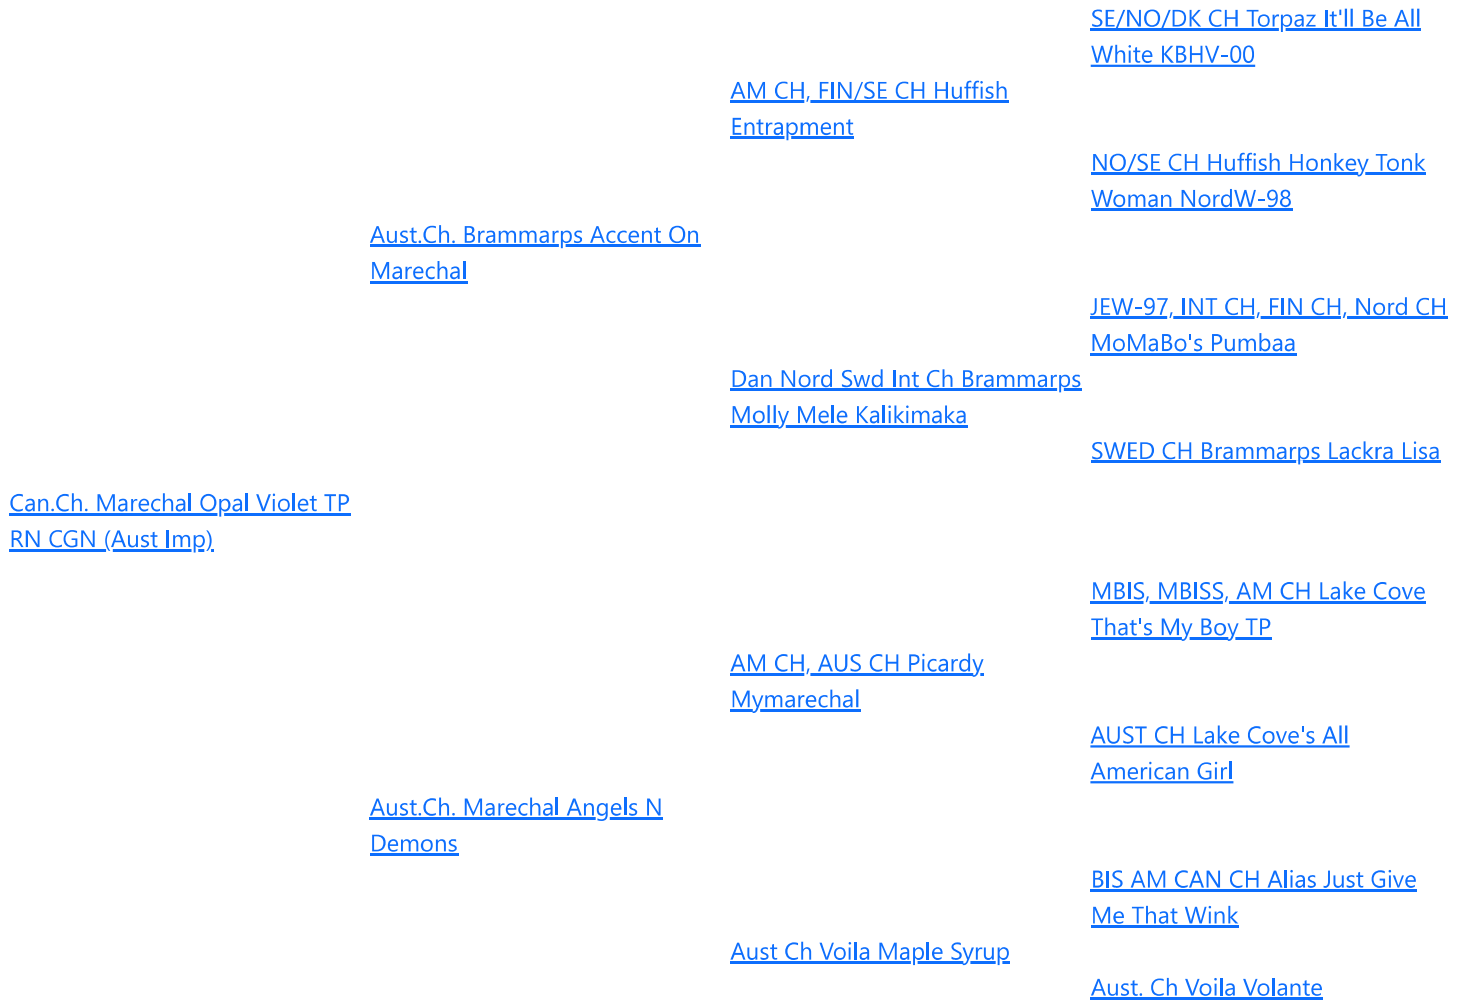 SE/NO/DK CH Torpaz It'll Be All
White KBHV-00
AM CH, FIN/SE CH Huffish
Entrapment
NO/SE CH Huffish Honkey Tonk
Woman NordW-98
Aust.Ch. Brammarps Accent On
Marechal
JEW-97, INT CH, FIN CH, Nord CH
MoMaBo's Pumbaa
Dan Nord Swd Int Ch Brammarps
Molly Mele Kalikimaka
SWED CH Brammarps Lackra Lisa
Can.Ch. Marechal Opal Violet TP
RN CGN (Aust Imp)
MBIS, MBISS, AM CH Lake Cove
That's My Boy TP
AM CH, AUS CH Picardy
Mymarechal
AUST CH Lake Cove's All
American Girl
Aust.Ch. Marechal Angels N
Demons
BIS AM CAN CH Alias Just Give
Me That Wink
Aust Ch Voila Maple Syrup
Aust. Ch Voila Volante